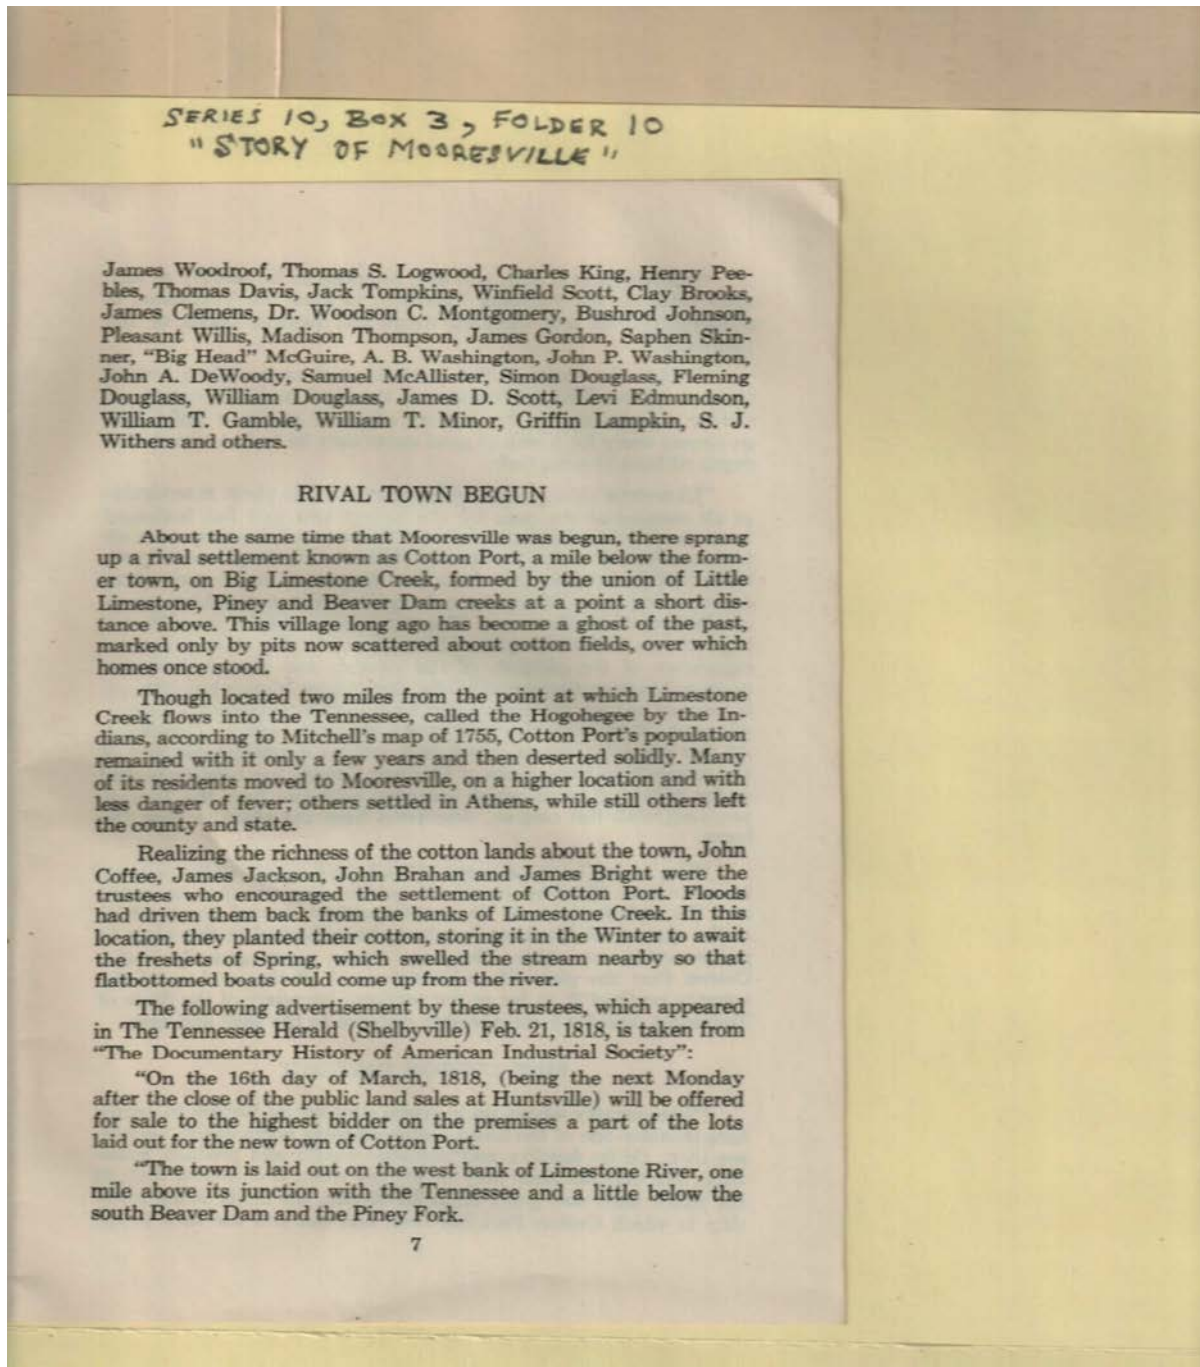 SERIES 10, BOX 3, FOLDER 10
"STORY OF MOORESVILLE"
James Woodroof, Thomas S. Logwood, Charles King, Henry Pee-
bles, Thomas Davis, Jack Tompkins, Winfield Scott, Clay Brooks,
James Clemens, Dr. Woodson C. Montgomery, Bushrod Johnson,
Pleasant Willis, Madison Thompson, James Gordon, Saphen Skin-
ner, “Big Head” McGuire, A. B. Washington, John P. Washington,
John A. DeWoody, Samuel McAllister, Simon Douglass, Fleming
Douglass, William Douglass, James D. Scott, Levi Edmundson,
William T. Gamble, William T. Minor, Griffin Lampkin, S. J.
Withers and others.
RIVAL TOWN BEGUN
About the same time that Mooresville was begun, there sprang
up a rival settlement known as Cotton Port, a mile below the form-
er town, on Big Limestone Creek, formed by the union of Little
Limestone, Piney and Beaver Dam creeks at a point a short dis-
tance above. This village long ago has become a ghost of the past,
marked only by pits now scattered about cotton fields, over which
homes once stood.
Though located two miles from the point at which Limestone
Creek flows into the Tennessee, called the Hogohegee by the In-
dians, according to Mitchell’s map of 1755, Cotton Port’s population
remained with it only a few years and then deserted solidly. Many
of its residents moved to Mooresville, on a higher location and with
less danger of fever; others settled in Athens, while still others left
the county and state.
Realizing the richness of the cotton lands about the town, John
Coffee, James Jackson, John Brahan and James Bright were the
trustees who encouraged the settlement of Cotton Port. Floods
had driven them back from the banks of Limestone Creek. In this
location, they planted their cotton, storing it in the Winter to await
the freshets of Spring, which swelled the stream nearby so that
flatbottomed boats could come up from the river.
The following advertisement by these trustees, which appeared
in The Tennessee Herald (Shelbyville) Feb. 21, 1818, is taken from
“The Documentary History of American Industrial Society”:
“On the 16th day of March, 1818, (being the next Monday
after the close of the public land sales at Huntsville) will be offered
for sale to the highest bidder on the premises a part of the lots
laid out for the new town of Cotton Port.
“The town is laid out on the west bank of Limestone River, one
mile above its junction with the Tennessee and a little below the
south Beaver Dam and the Piney Fork.
7